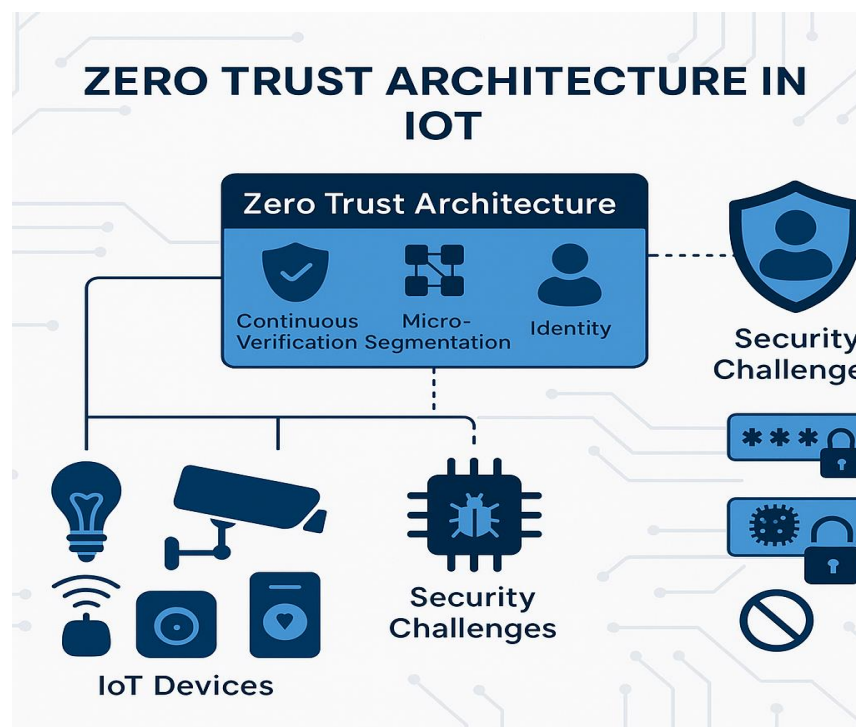 ZERO TRUST ARCHITECTURE IN
IOT
Zero Trust Architecture
Continuous
Verification
Micro-
Segmentation
Identity
Security
Challenge
***
Security
Challenges
IoT Devices